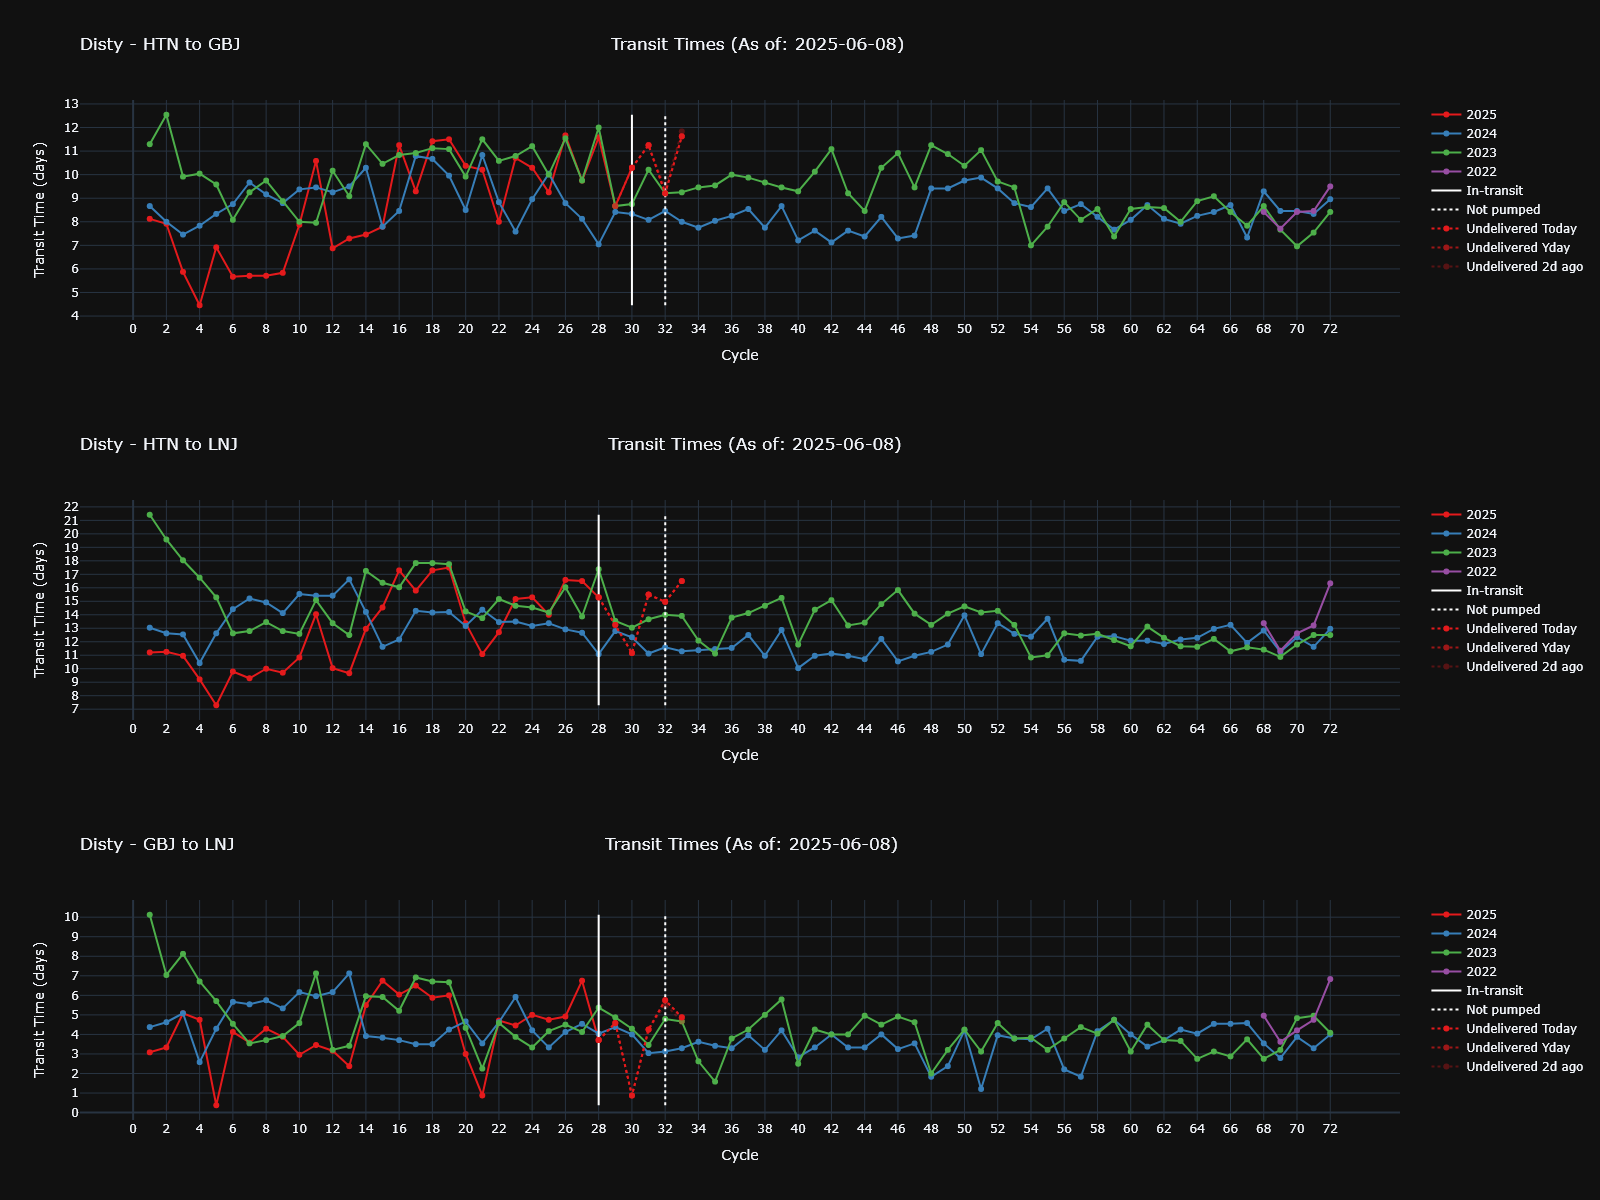 Disty - HTN to GBJ
Transit Times (As of: 2025-06-08)
Transit Time (days)
13
12
11
10
9
8
7
6
5
4
0 2 4 6 8 10 12 14 16 18 20 22 24 26 28 30 32 34 36 38 40 42 44 46 48 50 52 54 56 58 60 62 64 66 68 70 72
Cycle
2025
2024
2023
2022
In-transit
Not pumped
Undelivered Today
Undelivered Yday
Undelivered 2d ago
Disty - HTN to LNJ
Transit Times (As of: 2025-06-08)
Transit Time (days)
22
21
20
19
18
17
16
15
14
13
12
11
10
9
8
7
0 2 4 6 8 10 12 14 16 18 20 22 24 26 28 30 32 34 36 38 40 42 44 46 48 50 52 54 56 58 60 62 64 66 68 70 72
Cycle
2025
2024
2023
2022
In-transit
Not pumped
Undelivered Today
Undelivered Yday
Undelivered 2d ago
Disty - GBJ to LNJ
Transit Times (As of: 2025-06-08)
Transit Time (days)
10
9
8
7
6
5
4
3
2
1
0
0 2 4 6 8 10 12 14 16 18 20 22 24 26 28 30 32 34 36 38 40 42 44 46 48 50 52 54 56 58 60 62 64 66 68 70 72
Cycle
2025
2024
2023
2022
In-transit
Not pumped
Undelivered Today
Undelivered Yday
Undelivered 2d ago